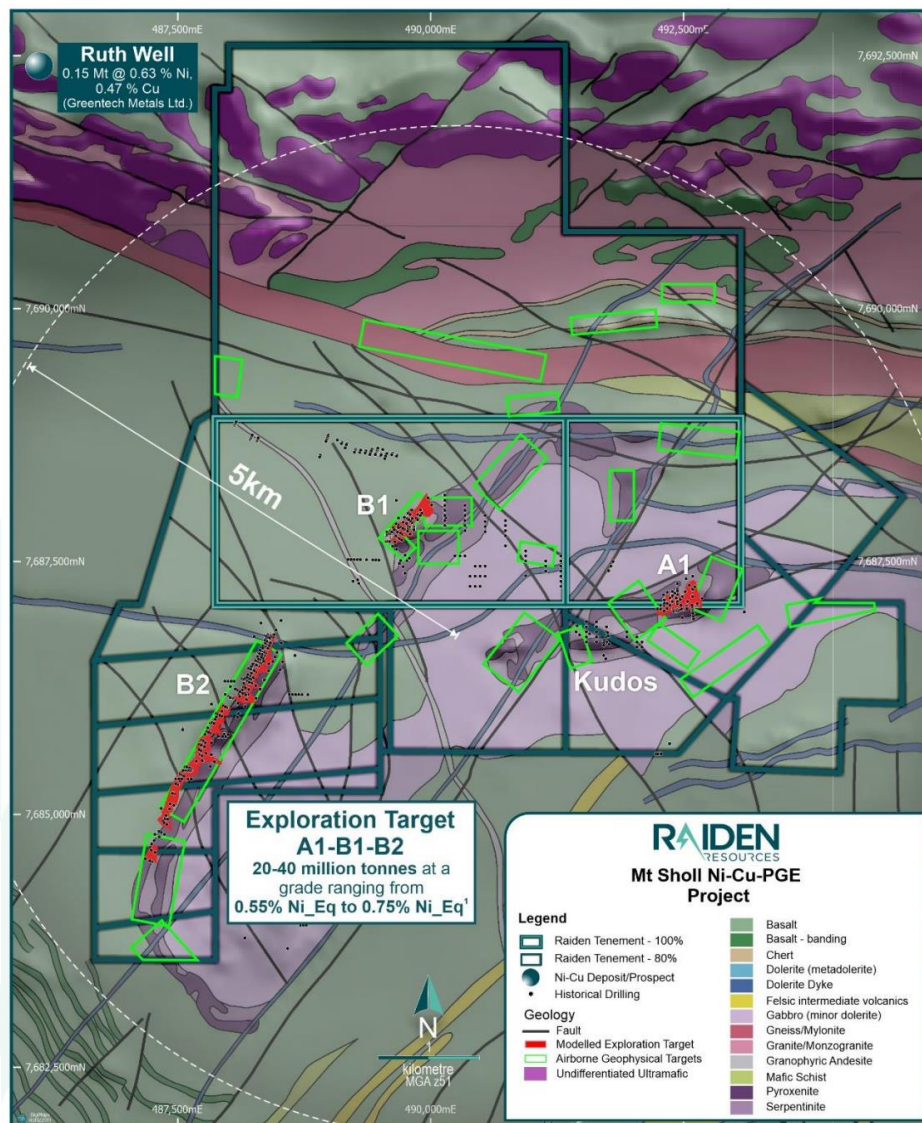 487,500mE
490,000mE
492,500mE
7,692,500mN
Ruth Well
0.15 Mt @ 0.63 % Ni,
0.47 % Cu
(Greentech Metals Ltd.)
7,690,000mN
7,690,000mN
5km
B1
A1
7,687,500mN
7,687,500mN
B2
Kudos
7,685,000mN
Exploration Target
A1-B1-B2
20-40 million tonnes at a
grade ranging from
0.55% Ni_Eq to 0.75% Ni_Eq¹
RAIDEN
RESOURCES
Mt Sholl Ni-Cu-PGE
Project
Legend
Raiden Tenement - 100%
Raiden Tenement - 80%
Ni-Cu Deposit/Prospect
Historical Drilling
Geology
Fault
Modelled Exploration Target
Airborne Geophysical Targets
Undifferentiated Ultramafic
Basalt
Basalt - banding
Chert
Dolerite (metadolerite)
Dolerite Dyke
Felsic intermediate volcanics
Gabbro (minor dolerite)
Gneiss/Mylonite
Granite/Monzogranite
Granophyric Andesite
Mafic Schist
Pyroxenite
Serpentinite
N
1
kilometre
MGA z51
7,682,500mN
487,500mE
490,000mE